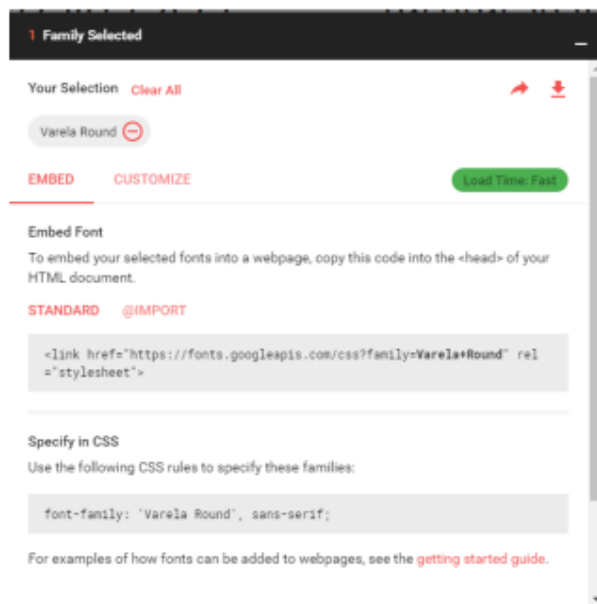 1 Family Selected
Your Selection Clear All
Varela Round
EMBED CUSTOMIZE
Load Time: Fast
Embed Font
To embed your selected fonts into a webpage, copy this code into the <head> of your
HTML document.
STANDARD @IMPORT
<link href="https://fonts.googleapis.com/css?family=Varela+Round" rel
="stylesheet">
Specify in CSS
Use the following CSS rules to specify these families:
font-family: 'Varela Round', sans-serif;
For examples of how fonts can be added to webpages, see the getting started guide.